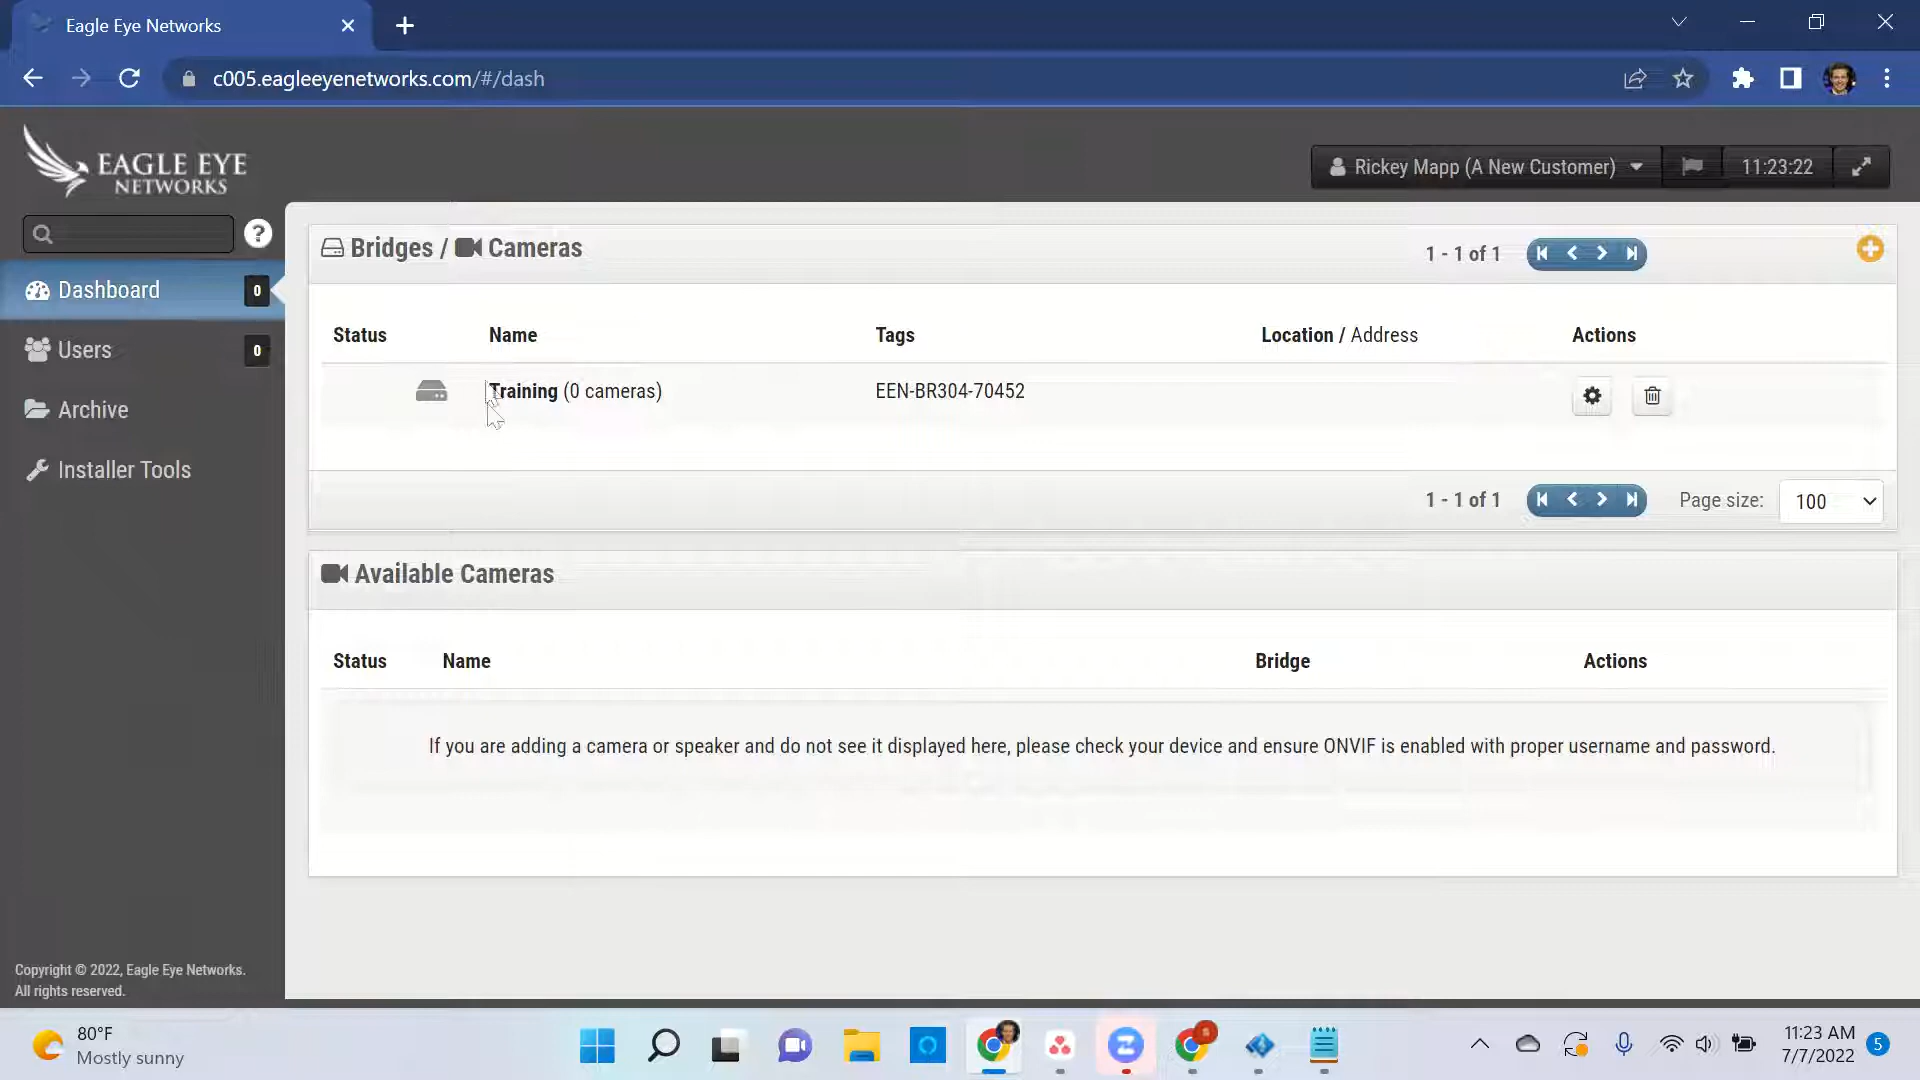 Eagle Eye Networks
c005.eagleeyenetworks.com/#/dash
EAGLE EYE
NETWORKS
Rickey Mapp (A New Customer)
11:23:22
?
Bridges / Cameras
1 - 1 of 1
Dashboard 0
Status Name Tags Location / Address Actions
Users 0
Training (0 cameras) EEN-BR304-70452
Archive
Installer Tools
1 - 1 of 1
Page size: 100
Available Cameras
Status Name Bridge Actions
If you are adding a camera or speaker and do not see it displayed here, please check your device and ensure ONVIF is enabled with proper username and password.
Copyright © 2022, Eagle Eye Networks.
All rights reserved.
80°F
Mostly sunny
11:23 AM
7/7/2022
5